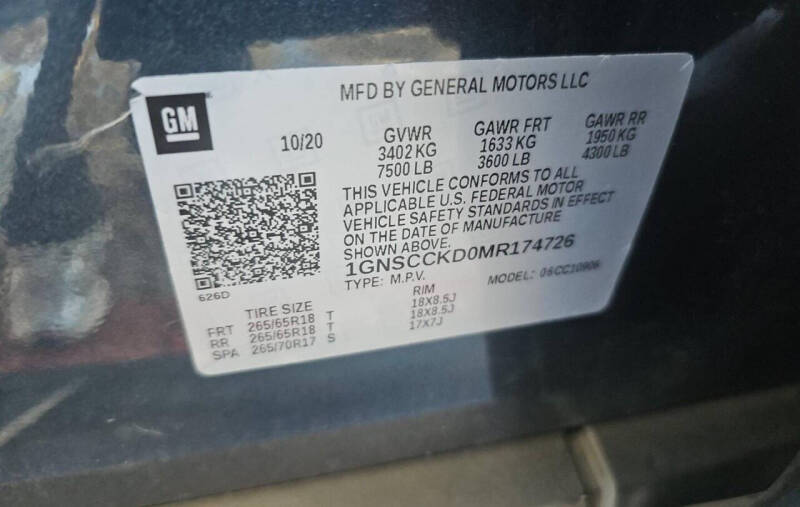 MFD BY GENERAL MOTORS LLC
GM
10/20
GVWR GAWR FRT GAWR RR
3402 KG 1633 KG 1950 KG
7500 LB 3600 LB 4300 LB
THIS VEHICLE CONFORMS TO ALL
APPLICABLE U.S. FEDERAL MOTOR
VEHICLE SAFETY STANDARDS IN EFFECT
ON THE DATE OF MANUFACTURE
SHOWN ABOVE.
1GNSCCKD0MR174726
TYPE: M.P.V. MODEL: 06CC10906
626D
TIRE SIZE RIM
FRT 265/65R18 T 18X8.5J
RR 265/65R18 T 18X8.5J
SPA 265/70R17 S 17X7J